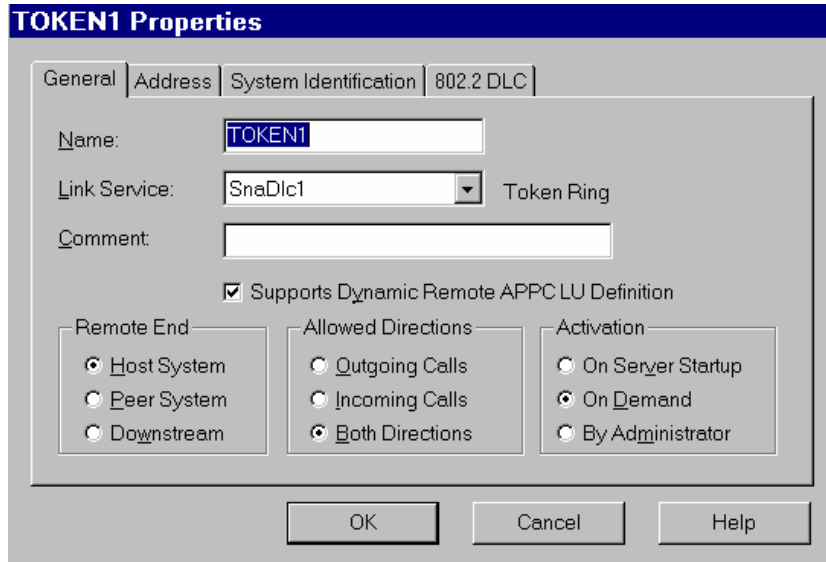 TOKEN1 Properties
General Address System Identification 802.2 DLC
Name: TOKEN1
Link Service: SnaDlc1 Token Ring
Comment:
Supports Dynamic Remote APPC LU Definition
Remote End Allowed Directions Activation
Host System Outgoing Calls On Server Startup
Peer System Incoming Calls On Demand
Downstream Both Directions By Administrator
OK Cancel Help